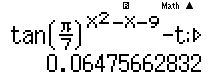 R Math ▲
tan(π/7)^x²-x-9 -t:▶
0.06475662832